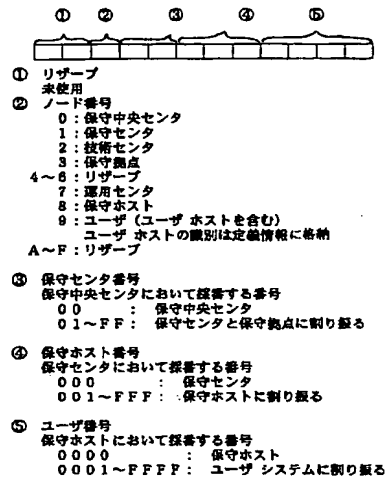 ① ② ③ ④ ⑤
① リザーブ
未使用
② ノード番号
0：保守中央センタ
1：保守センタ
2：技術センタ
3：保守拠点
4～6：リザーブ
7：運用センタ
8：保守ホスト
9：ユーザ（ユーザ ホストを含む）
ユーザ ホストの識別は定義情報に格納
A～F：リザーブ
③ 保守センタ番号
保守中央センタにおいて採番する番号
00 ： 保守中央センタ
01～FF： 保守センタと保守拠点に割り振る
④ 保守ホスト番号
保守センタにおいて採番する番号
000 ： 保守センタ
001～FFF： 保守ホストに割り振る
⑤ ユーザ番号
保守ホストにおいて採番する番号
0000 ： 保守ホスト
0001～FFFF： ユーザ システムに割り振る